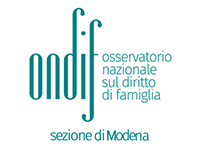 ondif
osservatorio
nazionale
sul diritto
di famiglia
sezione di Modena